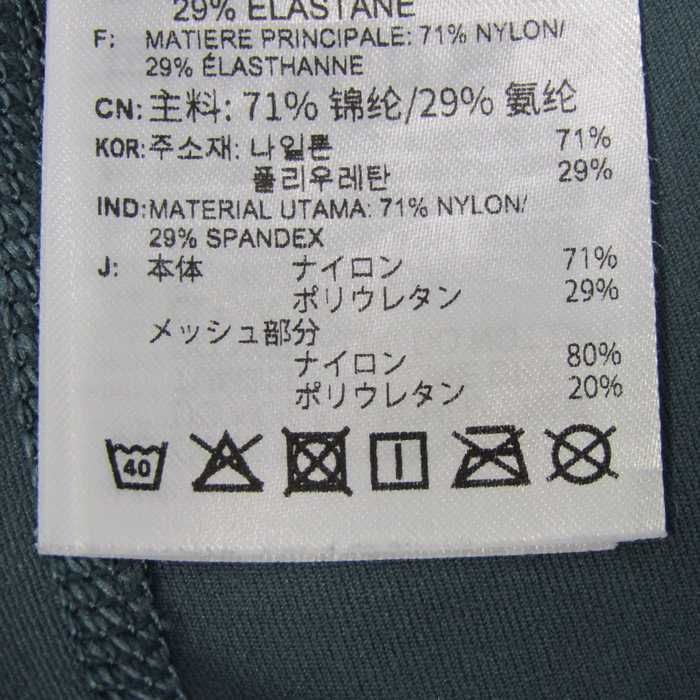 29% ELASTANE
F: MATIERE PRINCIPALE: 71% NYLON/
29% ÉLASTHANNE
CN: 主料: 71% 锦纶/29% 氨纶
KOR: 주소재: 나일론 71%
폴리우레탄 29%
IND: MATERIAL UTAMA: 71% NYLON/
29% SPANDEX
J: 本体 ナイロン 71%
ポリウレタン 29%
メッシュ部分
ナイロン 80%
ポリウレタン 20%
40